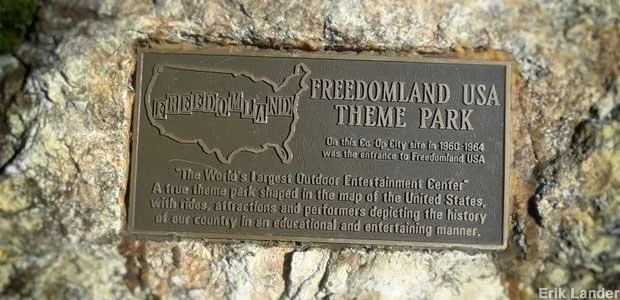 FREEDOMLAND
FREEDOMLAND USA
THEME PARK
On this Co-Op City site in 1960-1964
was the entrance to Freedomland USA
"The World's Largest Outdoor Entertainment Center"
A true theme park shaped in the map of the United States,
with rides, attractions and performers depicting the history
of our country in an educational and entertaining manner.
Erik Lander